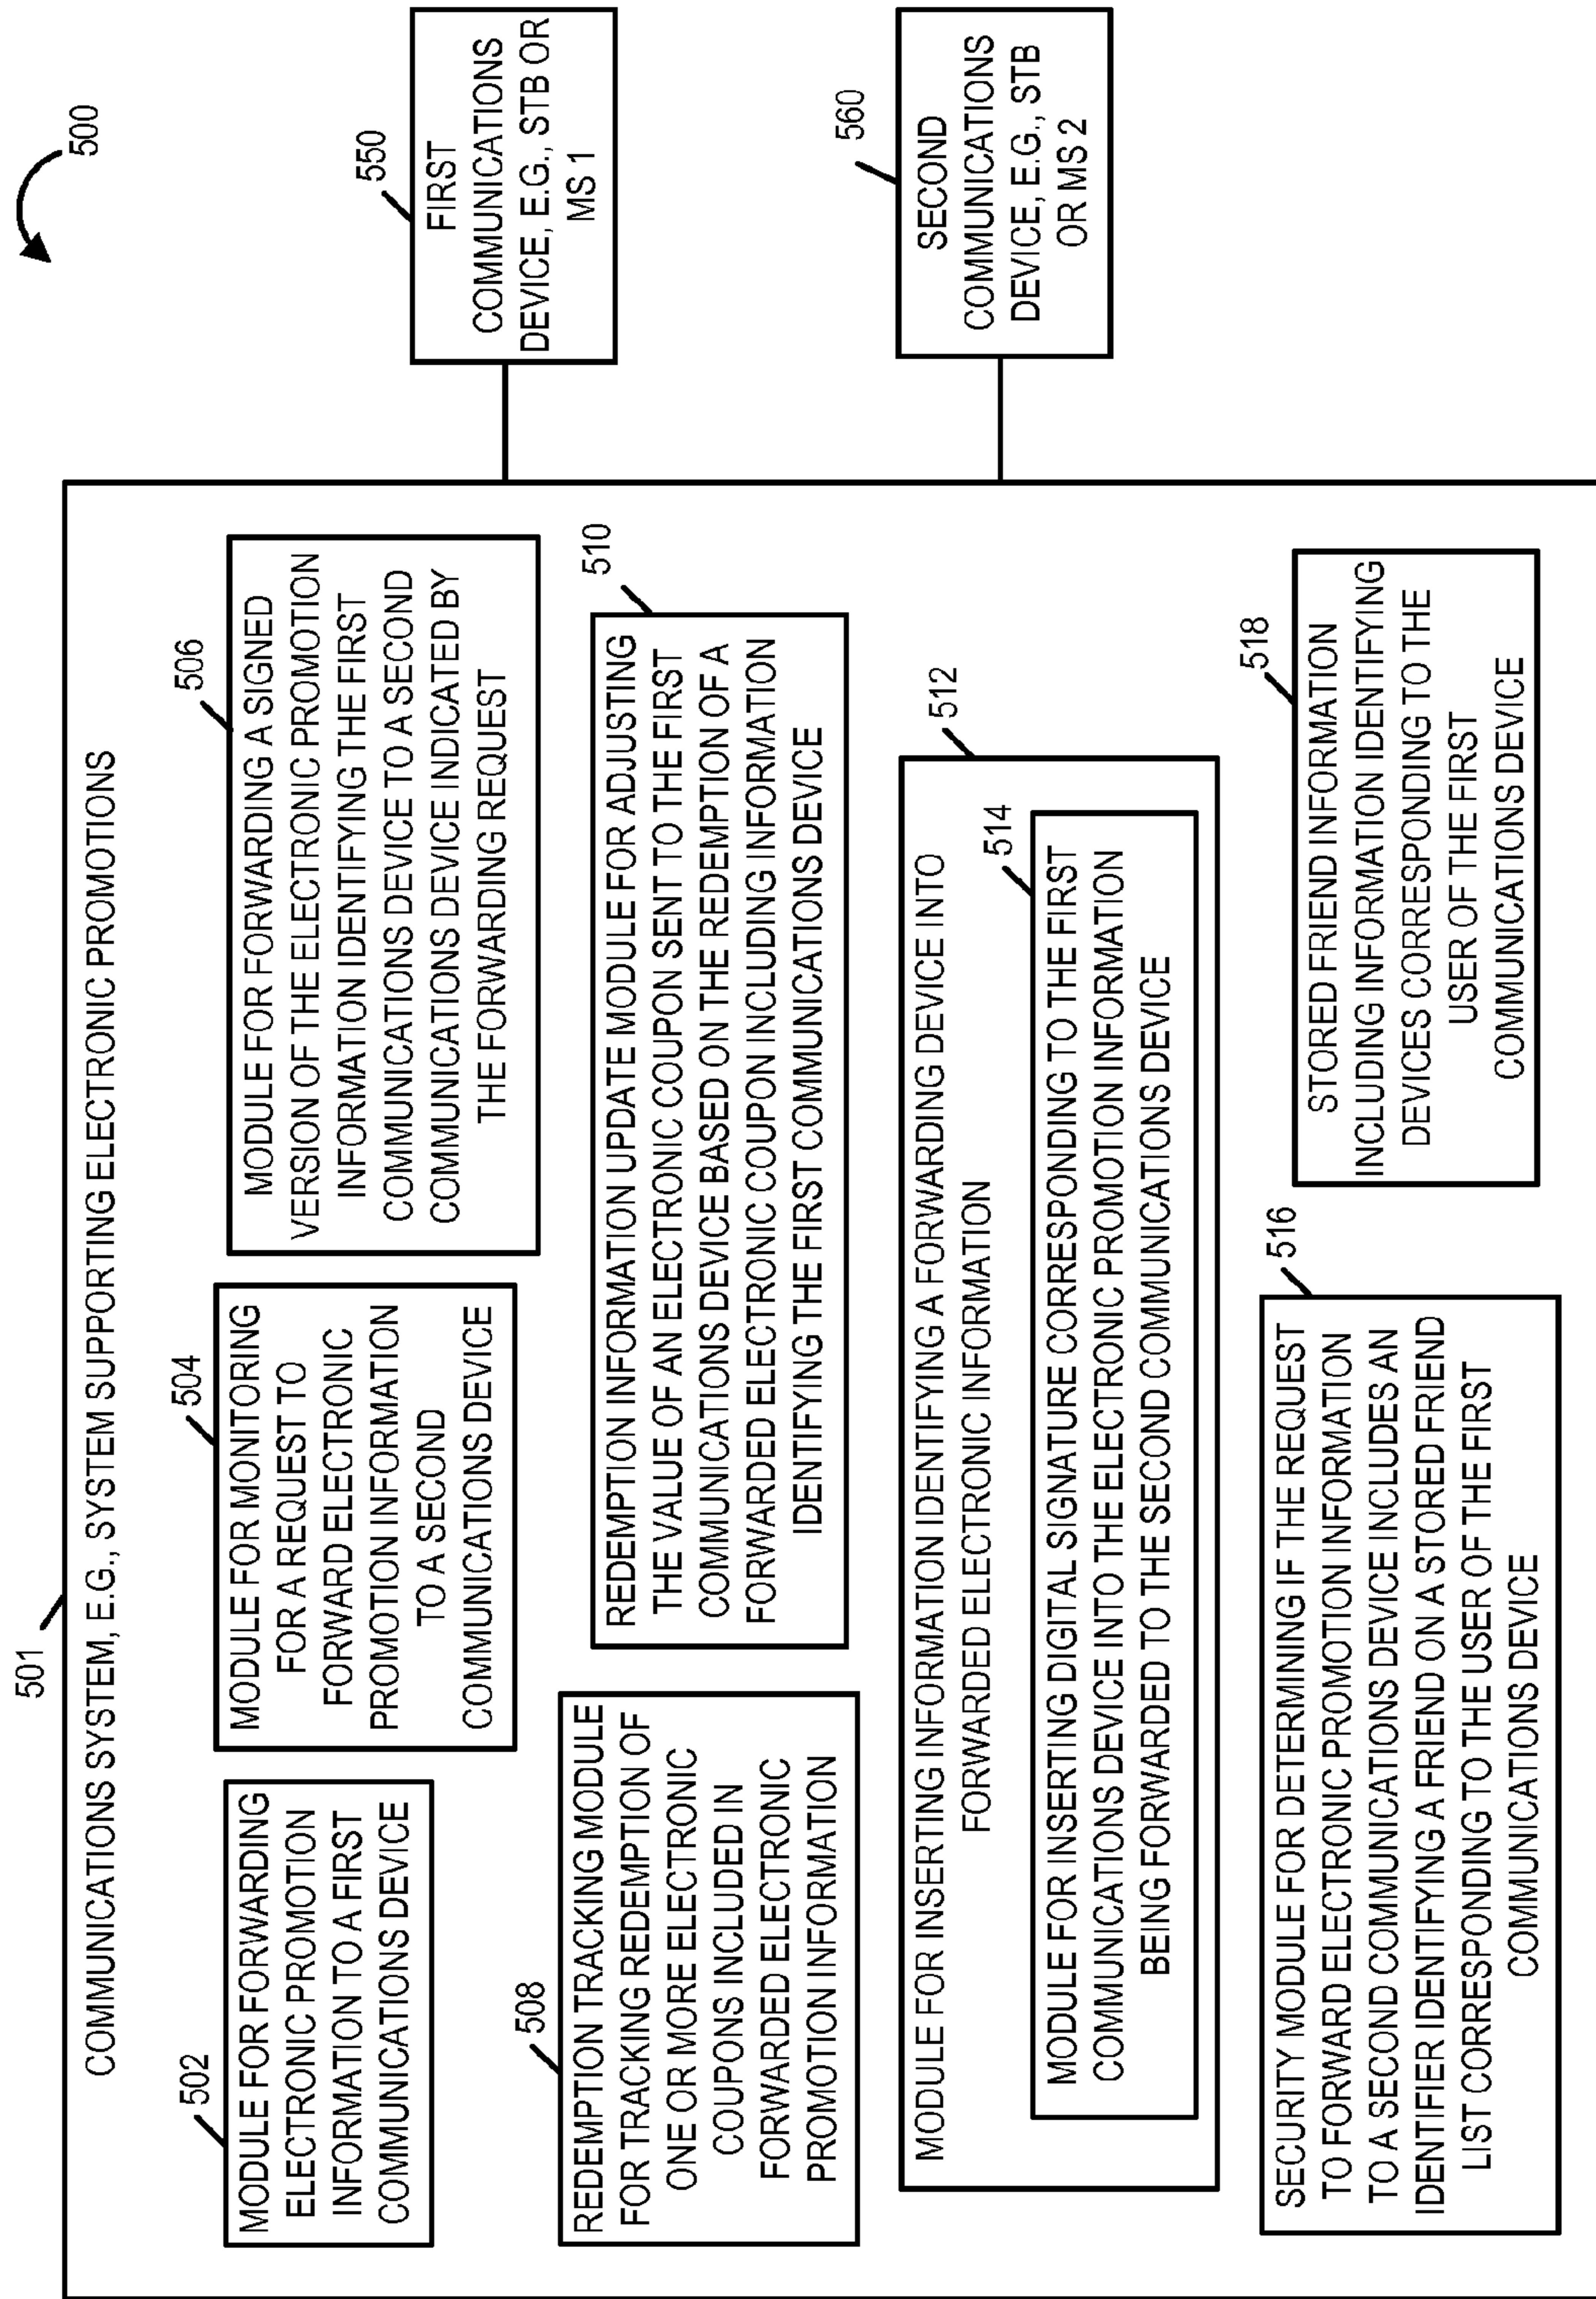 500
501
COMMUNICATIONS SYSTEM, E.G., SYSTEM SUPPORTING ELECTRONIC PROMOTIONS
502
MODULE FOR FORWARDING
ELECTRONIC PROMOTION
INFORMATION TO A FIRST
COMMUNICATIONS DEVICE
504
MODULE FOR MONITORING
FOR A REQUEST TO
FORWARD ELECTRONIC
PROMOTION INFORMATION
TO A SECOND
COMMUNICATIONS DEVICE
506
MODULE FOR FORWARDING A SIGNED
VERSION OF THE ELECTRONIC PROMOTION
INFORMATION IDENTIFYING THE FIRST
COMMUNICATIONS DEVICE TO A SECOND
COMMUNICATIONS DEVICE INDICATED BY
THE FORWARDING REQUEST
508
REDEMPTION TRACKING MODULE
FOR TRACKING REDEMPTION OF
ONE OR MORE ELECTRONIC
COUPONS INCLUDED IN
FORWARDED ELECTRONIC
PROMOTION INFORMATION
510
REDEMPTION INFORMATION UPDATE MODULE FOR ADJUSTING
THE VALUE OF AN ELECTRONIC COUPON SENT TO THE FIRST
COMMUNICATIONS DEVICE BASED ON THE REDEMPTION OF A
FORWARDED ELECTRONIC COUPON INCLUDING INFORMATION
IDENTIFYING THE FIRST COMMUNICATIONS DEVICE
512
MODULE FOR INSERTING INFORMATION IDENTIFYING A FORWARDING DEVICE INTO
FORWARDED ELECTRONIC INFORMATION
514
MODULE FOR INSERTING DIGITAL SIGNATURE CORRESPONDING TO THE FIRST
COMMUNICATIONS DEVICE INTO THE ELECTRONIC PROMOTION INFORMATION
BEING FORWARDED TO THE SECOND COMMUNICATIONS DEVICE
516
SECURITY MODULE FOR DETERMINING IF THE REQUEST
TO FORWARD ELECTRONIC PROMOTION INFORMATION
TO A SECOND COMMUNICATIONS DEVICE INCLUDES AN
IDENTIFIER IDENTIFYING A FRIEND ON A STORED FRIEND
LIST CORRESPONDING TO THE USER OF THE FIRST
COMMUNICATIONS DEVICE
518
STORED FRIEND INFORMATION
INCLUDING INFORMATION IDENTIFYING
DEVICES CORRESPONDING TO THE
USER OF THE FIRST
COMMUNICATIONS DEVICE
550
FIRST
COMMUNICATIONS
DEVICE, E.G., STB OR
MS 1
560
SECOND
COMMUNICATIONS
DEVICE, E.G., STB
OR MS 2